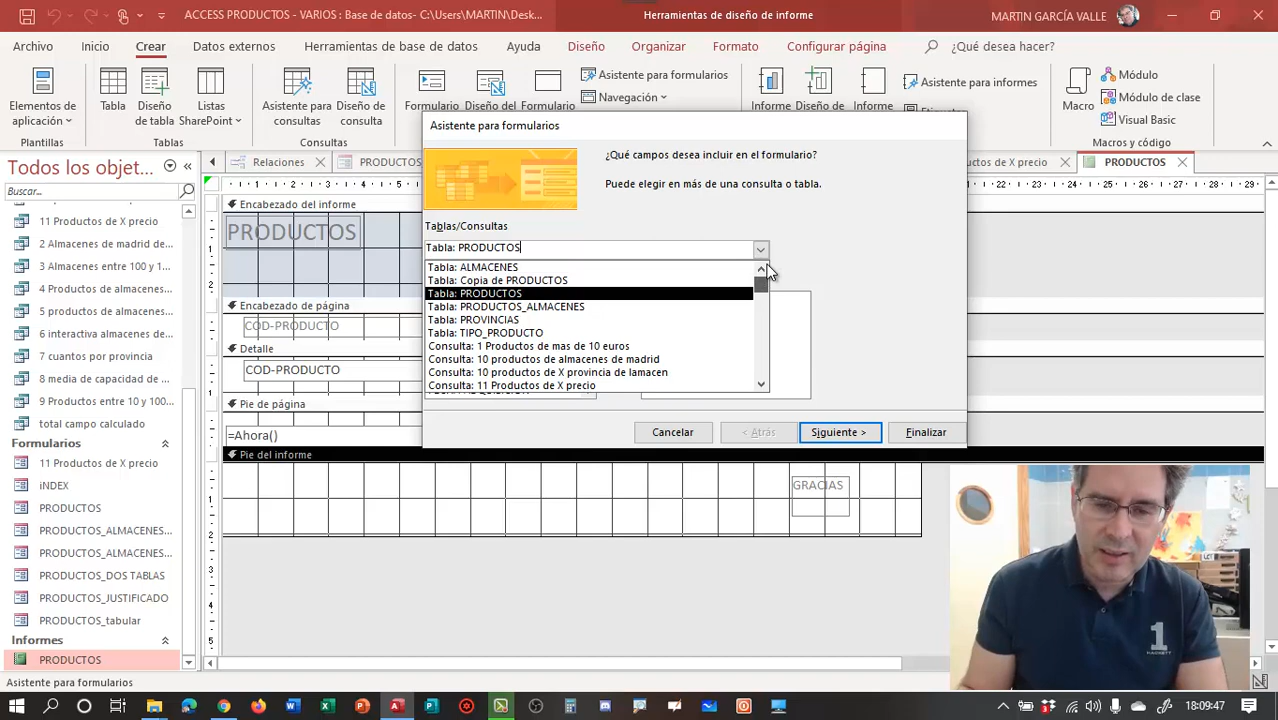 ACCESS PRODUCTOS - VARIOS : Base de datos- C:\Users\MARTIN\Desk...
Herramientas de diseño de informe
MARTIN GARCÍA VALLE
Archivo
Inicio
Crear
Datos externos
Herramientas de base de datos
Ayuda
Diseño
Organizar
Formato
Configurar página
¿Qué desea hacer?
Elementos de aplicación
Tabla
Diseño de tabla
Listas SharePoint
Asistente para consultas
Diseño de consulta
Formulario
Diseño del
Formulario
Asistente para formularios
Navegación
Informe
Diseño de
Informe
Asistente para informes
Macro
Módulo
Módulo de clase
Visual Basic
Plantillas
Tablas
Consultas
Macros y código
Todos los objet...
Buscar...
11 Productos de X precio
2 Almacenes de madrid de...
3 Almacenes entre 100 y 1...
4 Productos de almacenes...
5 productos de almacenes...
6 interactiva almacenes de...
7 cuantos por provincia
8 media de capacidad de ...
9 Productos entre 10 y 100...
total campo calculado
Formularios
11 Productos de X precio
iNDEX
PRODUCTOS
PRODUCTOS_ALMACENES...
PRODUCTOS_ALMACENES...
PRODUCTOS_DOS TABLAS
PRODUCTOS_JUSTIFICADO
PRODUCTOS_tabular
Informes
PRODUCTOS
Relaciones
PRODUCTOS
ductos de X precio
PRODUCTOS
Encabezado del informe
PRODUCTOS
Encabezado de página
COD-PRODUCTO
Detalle
COD-PRODUCTO
Pie de página
=Ahora()
Pie del informe
GRACIAS
Asistente para formularios
¿Qué campos desea incluir en el formulario?
Puede elegir en más de una consulta o tabla.
Tablas/Consultas
Tabla: PRODUCTOS
Tabla: ALMACENES
Tabla: Copia de PRODUCTOS
Tabla: PRODUCTOS
Tabla: PRODUCTOS_ALMACENES
Tabla: PROVINCIAS
Tabla: TIPO_PRODUCTO
Consulta: 1 Productos de mas de 10 euros
Consulta: 10 productos de almacenes de madrid
Consulta: 10 productos de X provincia de lamacen
Consulta: 11 Productos de X precio
Cancelar
< Atrás
Siguiente >
Finalizar
Asistente para formularios
18:09:47